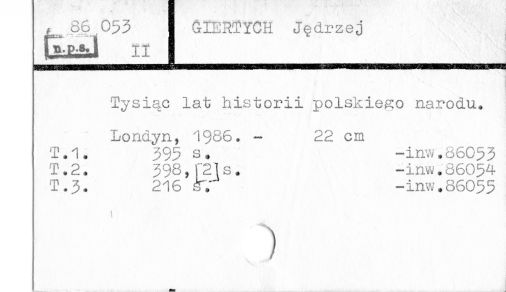 86 053 GIERTYCH Jędrzej
n.p.s. II
Tysiąc lat historii polskiego narodu.
Londyn, 1986. - 22 cm
T.1. 395 s. -inw.86053
T.2. 398,[2]s. -inw.86054
T.3. 216 s. -inw.86055